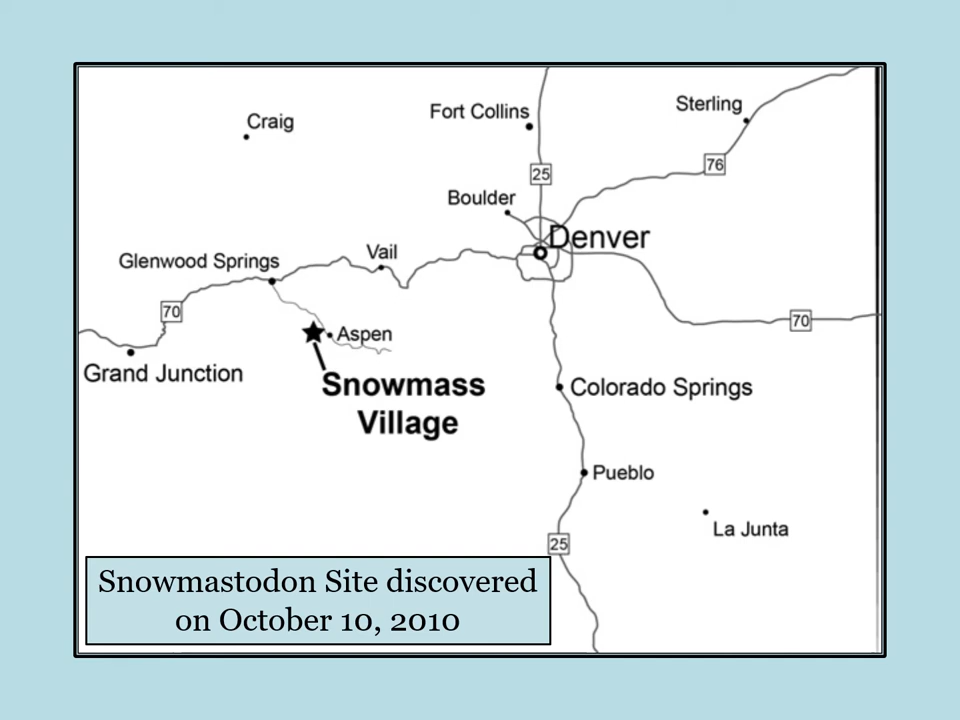 Craig
Fort Collins
Sterling
25
76
Boulder
Denver
Glenwood Springs
Vail
70
70
Aspen
Grand Junction
Snowmass
Village
Colorado Springs
Pueblo
La Junta
25
Snowmastodon Site discovered
on October 10, 2010